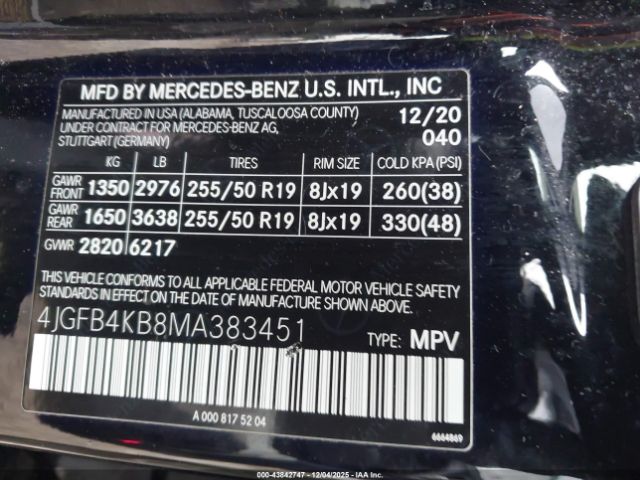 MFD BY MERCEDES-BENZ U.S. INTL., INC
MANUFACTURED IN USA (ALABAMA, TUSCALOOSA COUNTY) 12/20
UNDER CONTRACT FOR MERCEDES-BENZ AG, 040
STUTTGART (GERMANY)
KG LB TIRES RIM SIZE COLD KPA (PSI)
GAWR FRONT 1350 2976 255/50 R19 8Jx19 260(38)
GAWR REAR 1650 3638 255/50 R19 8Jx19 330(48)
GVWR 2820 6217
THIS VEHICLE CONFORMS TO ALL APPLICABLE FEDERAL MOTOR VEHICLE SAFETY
STANDARDS IN EFFECT ON THE DATE OF MANUFACTURE SHOWN ABOVE.
4JGFB4KB8MA383451 TYPE: MPV
A 000 817 52 04
6664869
000-43842747 - 12/04/2025 - IAA Inc.